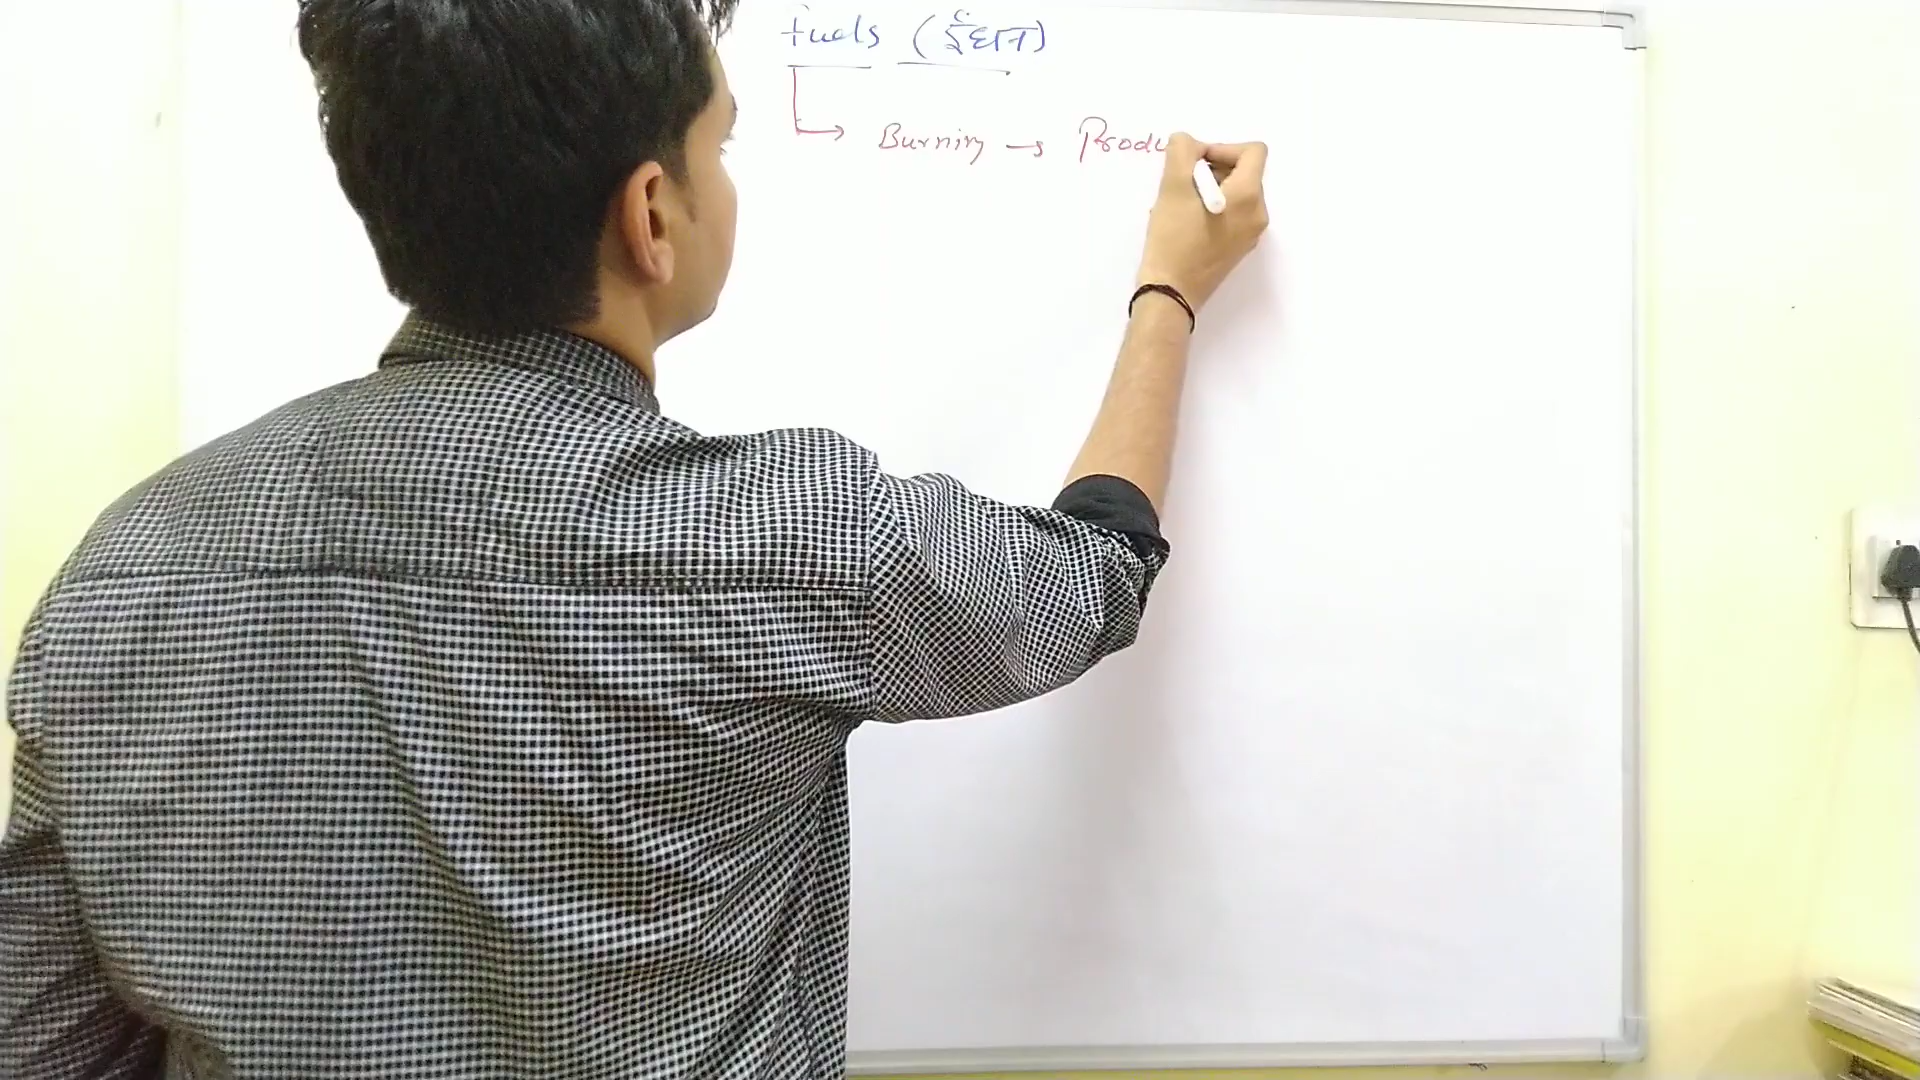 fuels (ईंधन)
→ Burning → Produ